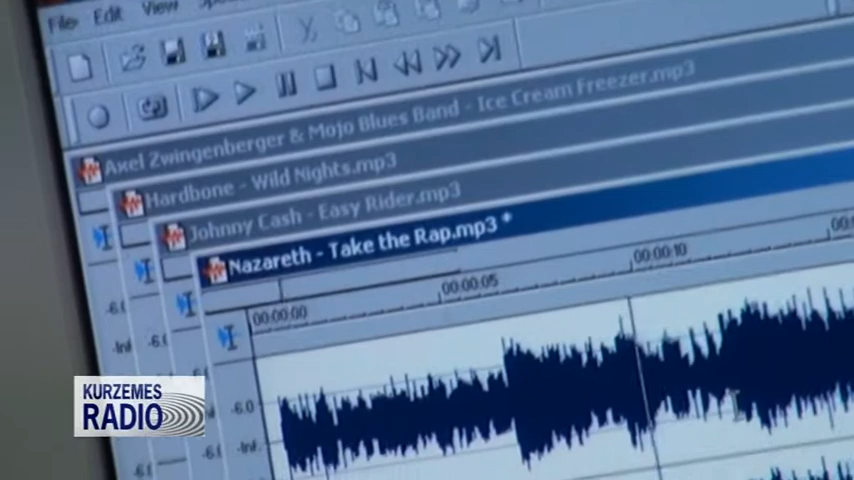 File Edit View
Axel Zwingenberger & Mojo Blues Band - Ice Cream Freezer.mp3
Hardbone - Wild Nights.mp3
Johnny Cash - Easy Rider.mp3
Nazareth - Take the Rap.mp3 *
00:00:00 00:00:05 00:00:10
-6.0
-Inf.
-6.0
-Inf.
KURZEMES
RADIO